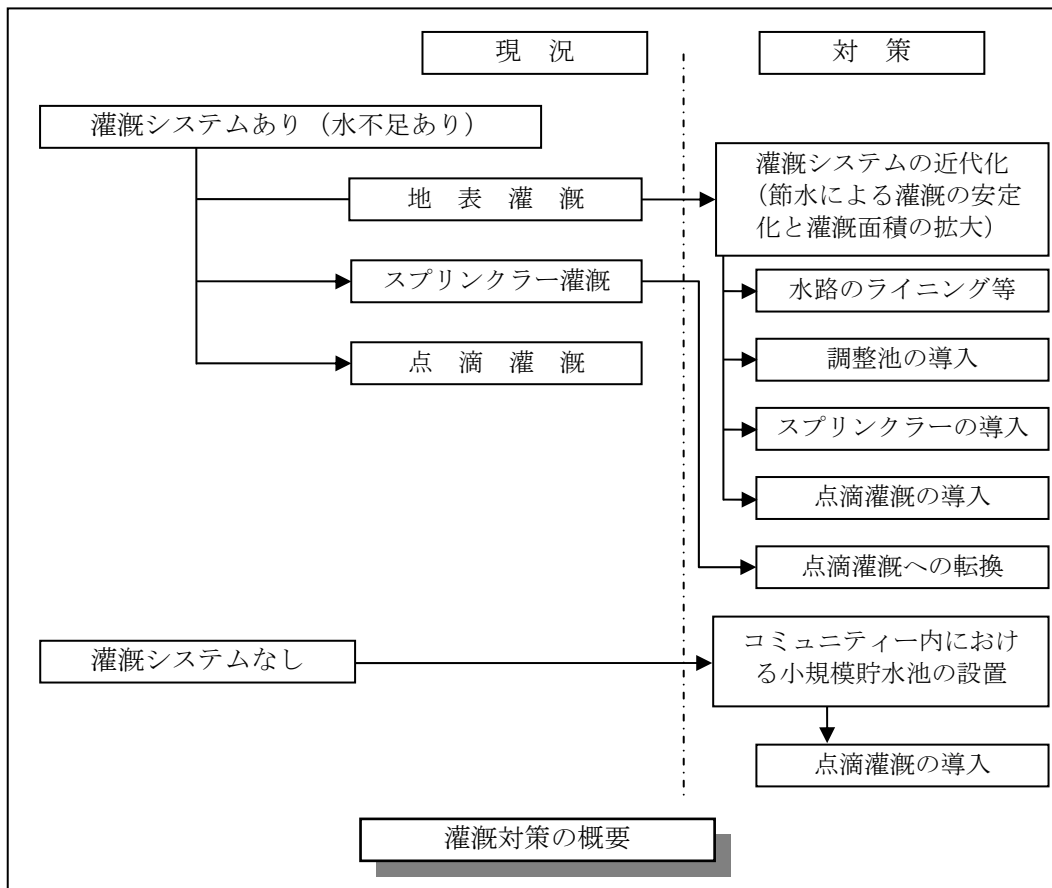 現　況
対　策
灌漑システムあり（水不足あり）
地　表　灌　漑
灌漑システムの近代化
（節水による灌漑の安定
化と灌漑面積の拡大）
スプリンクラー灌漑
水路のライニング等
点　滴　灌　漑
調整池の導入
スプリンクラーの導入
点滴灌漑の導入
点滴灌漑への転換
灌漑システムなし
コミュニティー内におけ
る小規模貯水池の設置
点滴灌漑の導入
灌漑対策の概要